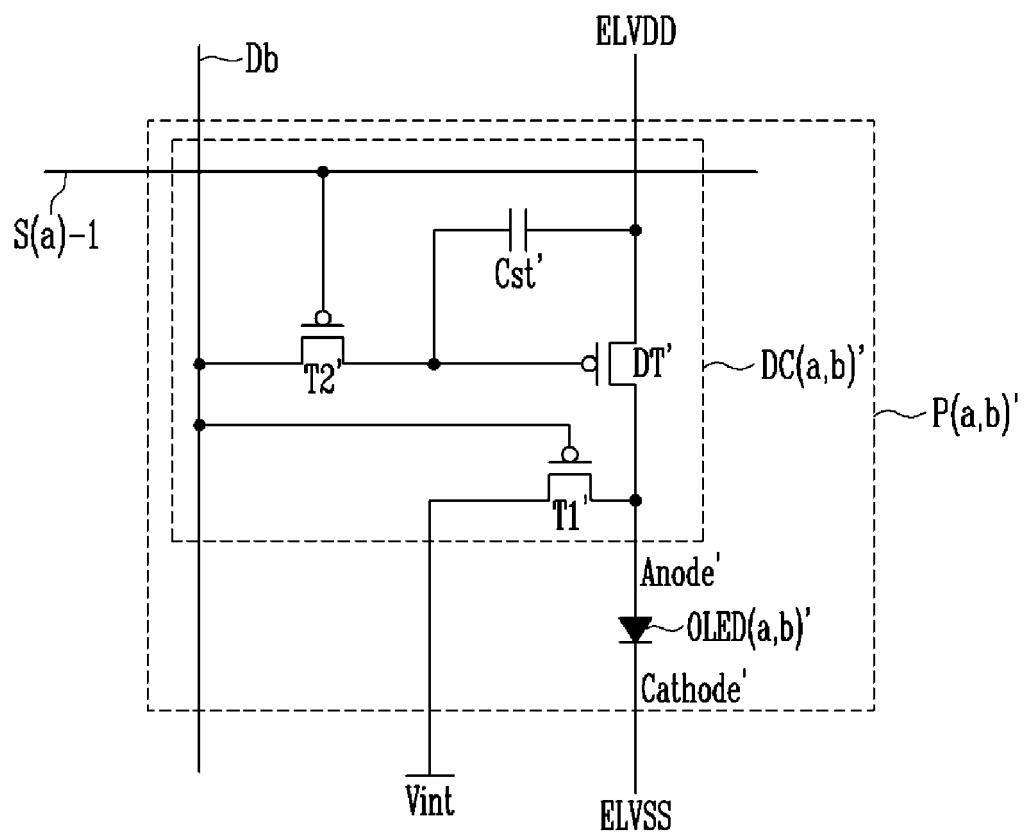 ELVDD
Db
S(a)-1
Cst'
T2'
DT'
DC(a,b)'
P(a,b)'
T1'
Anode'
OLED(a,b)'
Cathode'
Vint
ELVSS